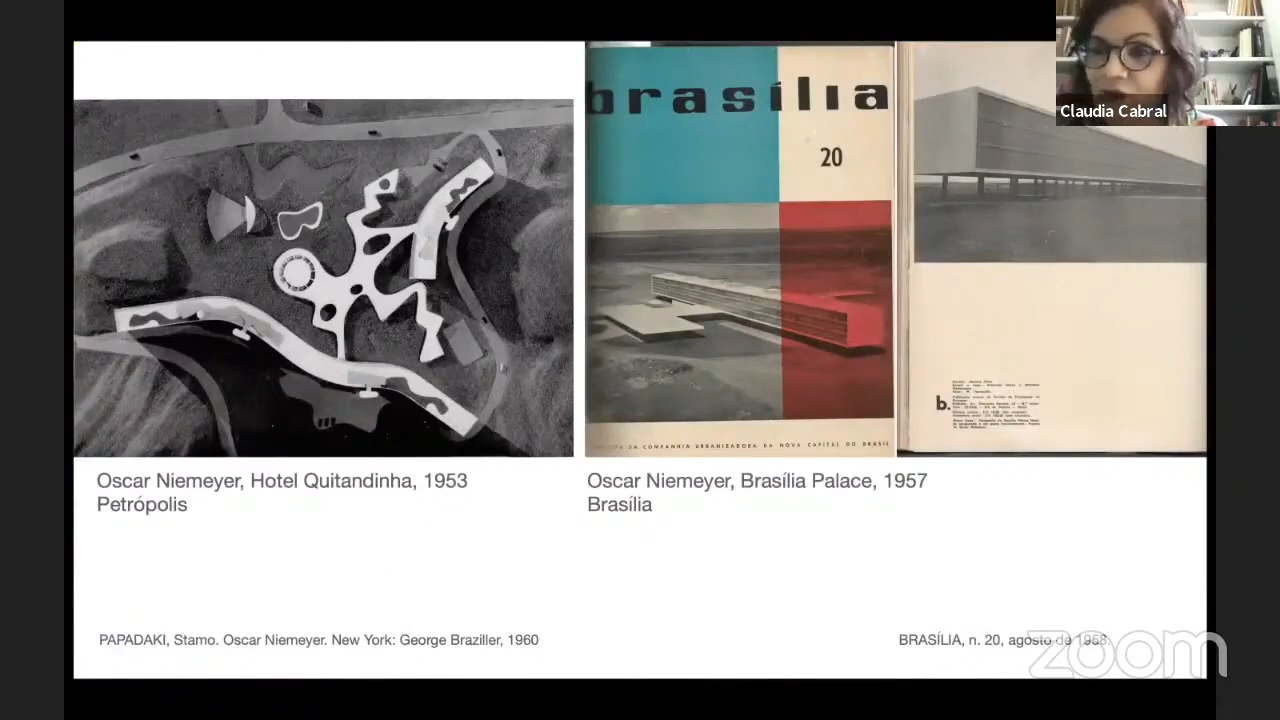 Claudia Cabral
brasília
20
REVISTA DA COMPANHIA URBANIZADORA DA NOVA CAPITAL DO BRASIL
b.
Oscar Niemeyer, Hotel Quitandinha, 1953
Petrópolis
Oscar Niemeyer, Brasília Palace, 1957
Brasília
PAPADAKI, Stamo. Oscar Niemeyer. New York: George Braziller, 1960
BRASÍLIA, n. 20, agosto de 1958.
zoom